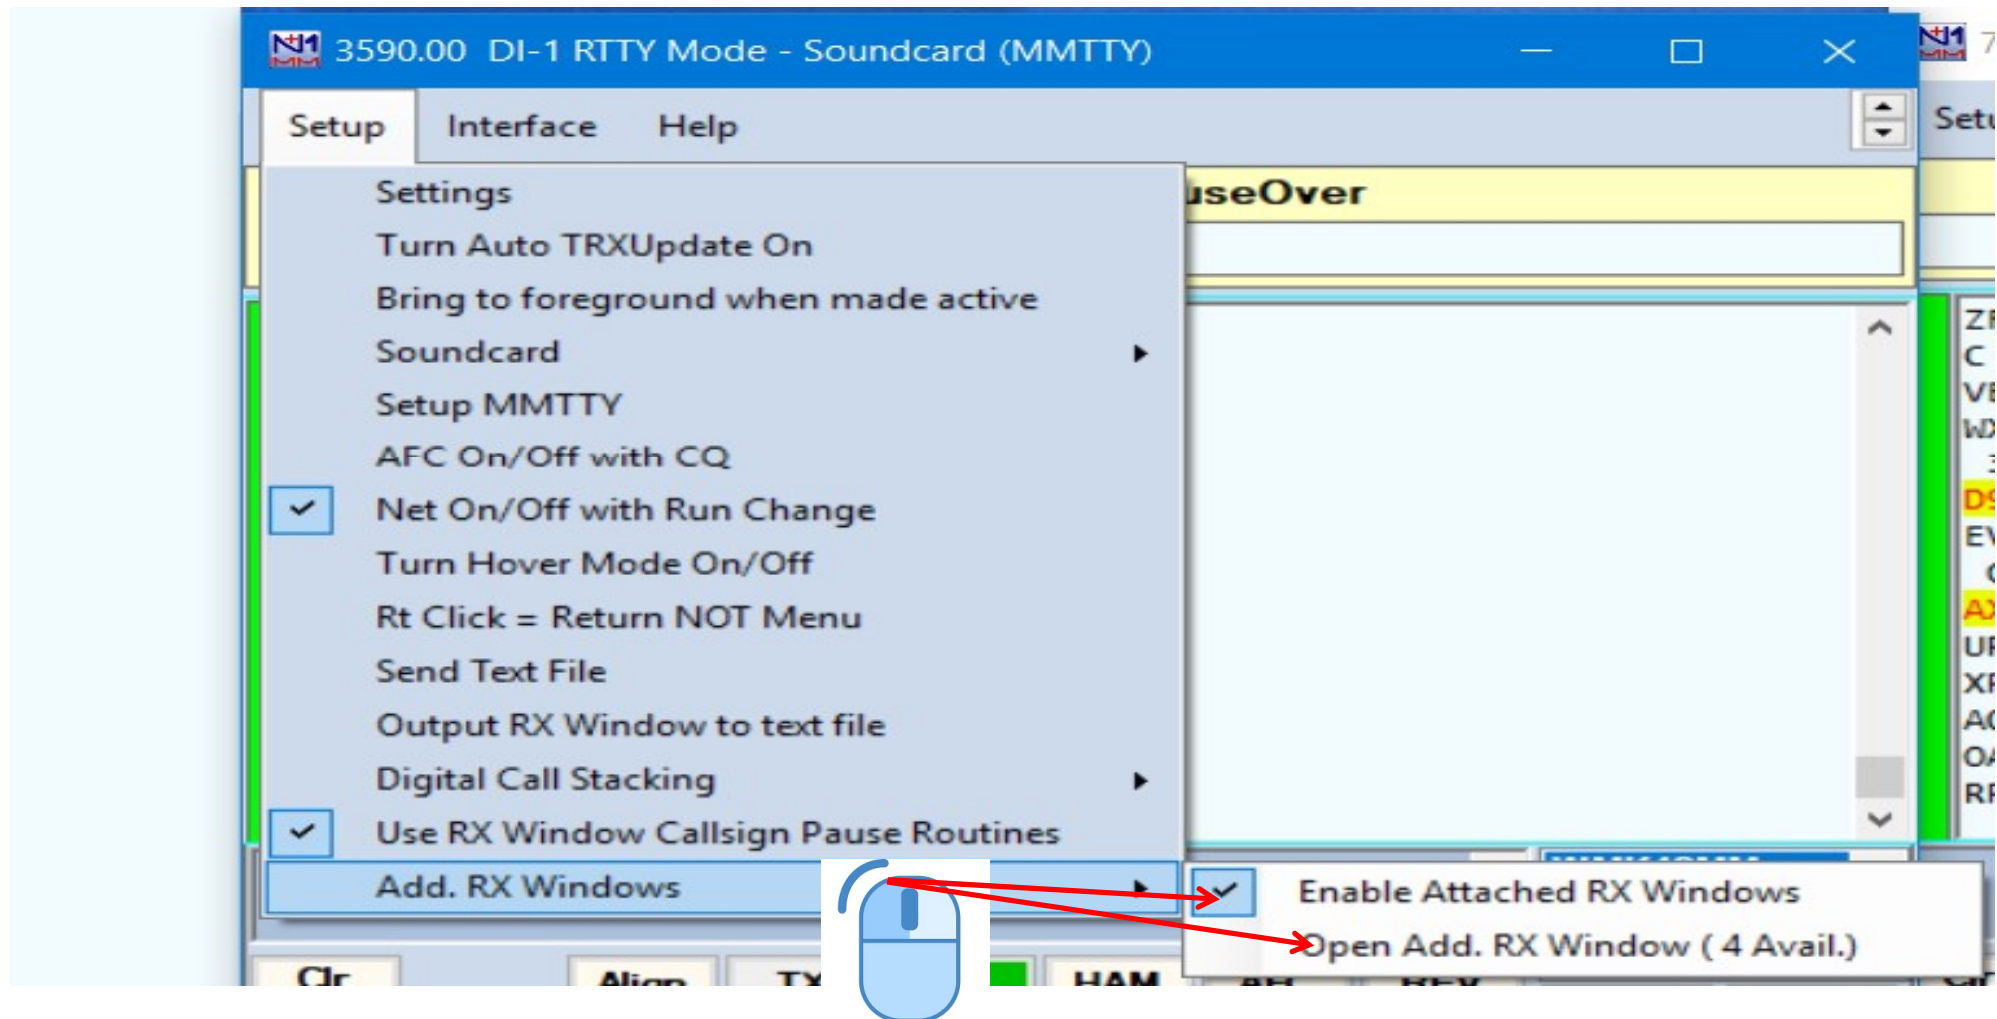 3590.00 DI-1 RTTY Mode - Soundcard (MMTTY)
Setup Interface Help
Settings
Turn Auto TRXUpdate On
Bring to foreground when made active
Soundcard
Setup MMTTY
AFC On/Off with CQ
Net On/Off with Run Change
Turn Hover Mode On/Off
Rt Click = Return NOT Menu
Send Text File
Output RX Window to text file
Digital Call Stacking
Use RX Window Callsign Pause Routines
Add. RX Windows
Enable Attached RX Windows
Open Add. RX Window ( 4 Avail.)
Clr Align TX HAM